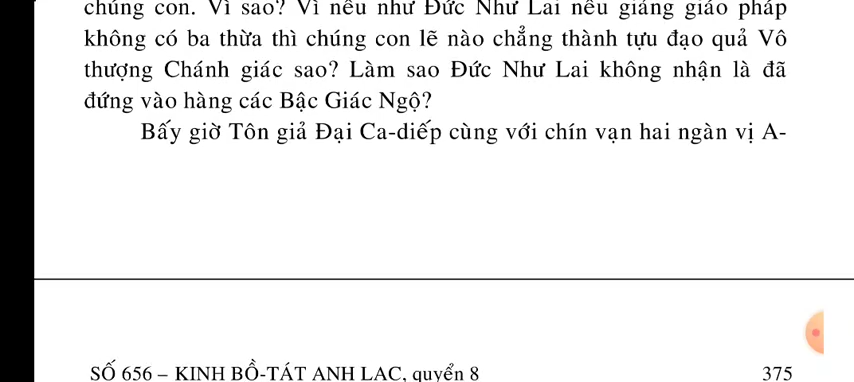 chúng con. Vì sao? Vì nếu như Đức Như Lai nêu giảng giáo pháp
không có ba thừa thì chúng con lẽ nào chẳng thành tựu đạo quả Vô
thượng Chánh giác sao? Làm sao Đức Như Lai không nhận là đã
đứng vào hàng các Bậc Giác Ngộ?
Bấy giờ Tôn giả Đại Ca-diếp cùng với chín vạn hai ngàn vị A-
SỐ 656 – KINH BỒ-TÁT ANH LẠC, quyển 8 375